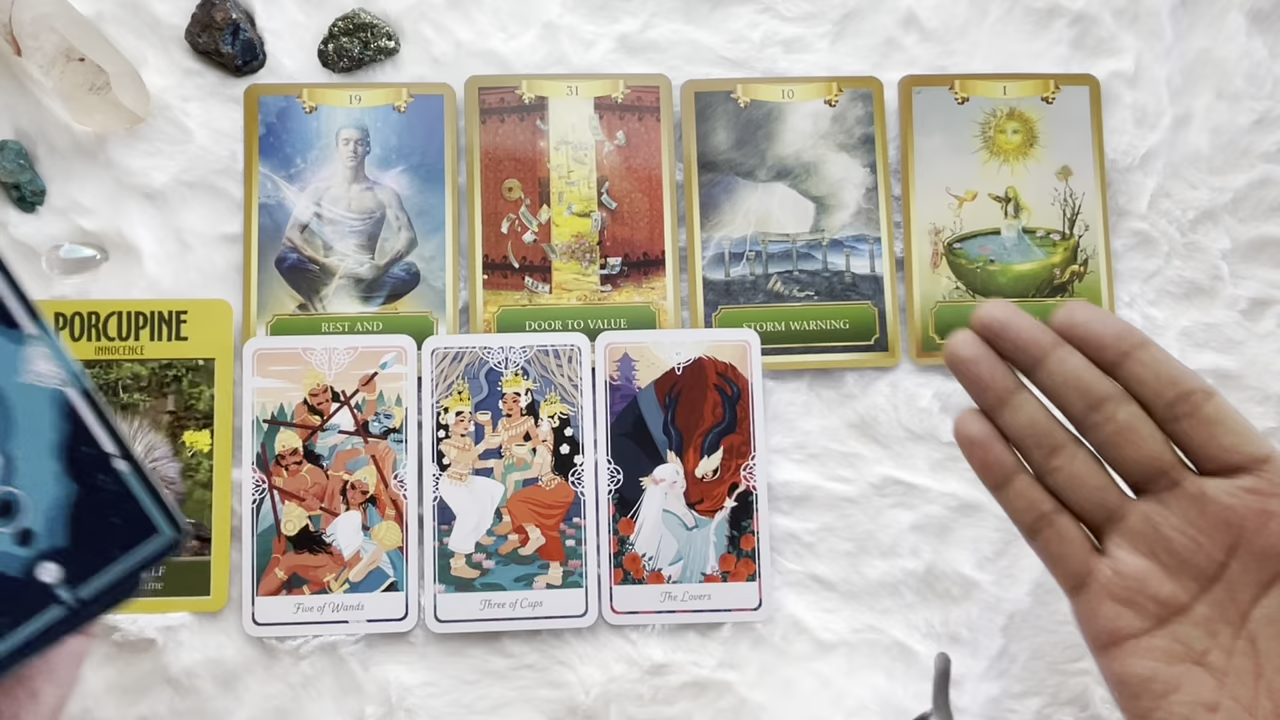 19
31
10
I
REST AND
DOOR TO VALUE
STORM WARNING
PORCUPINE
INNOCENCE
Five of Wands
Three of Cups
The Lovers